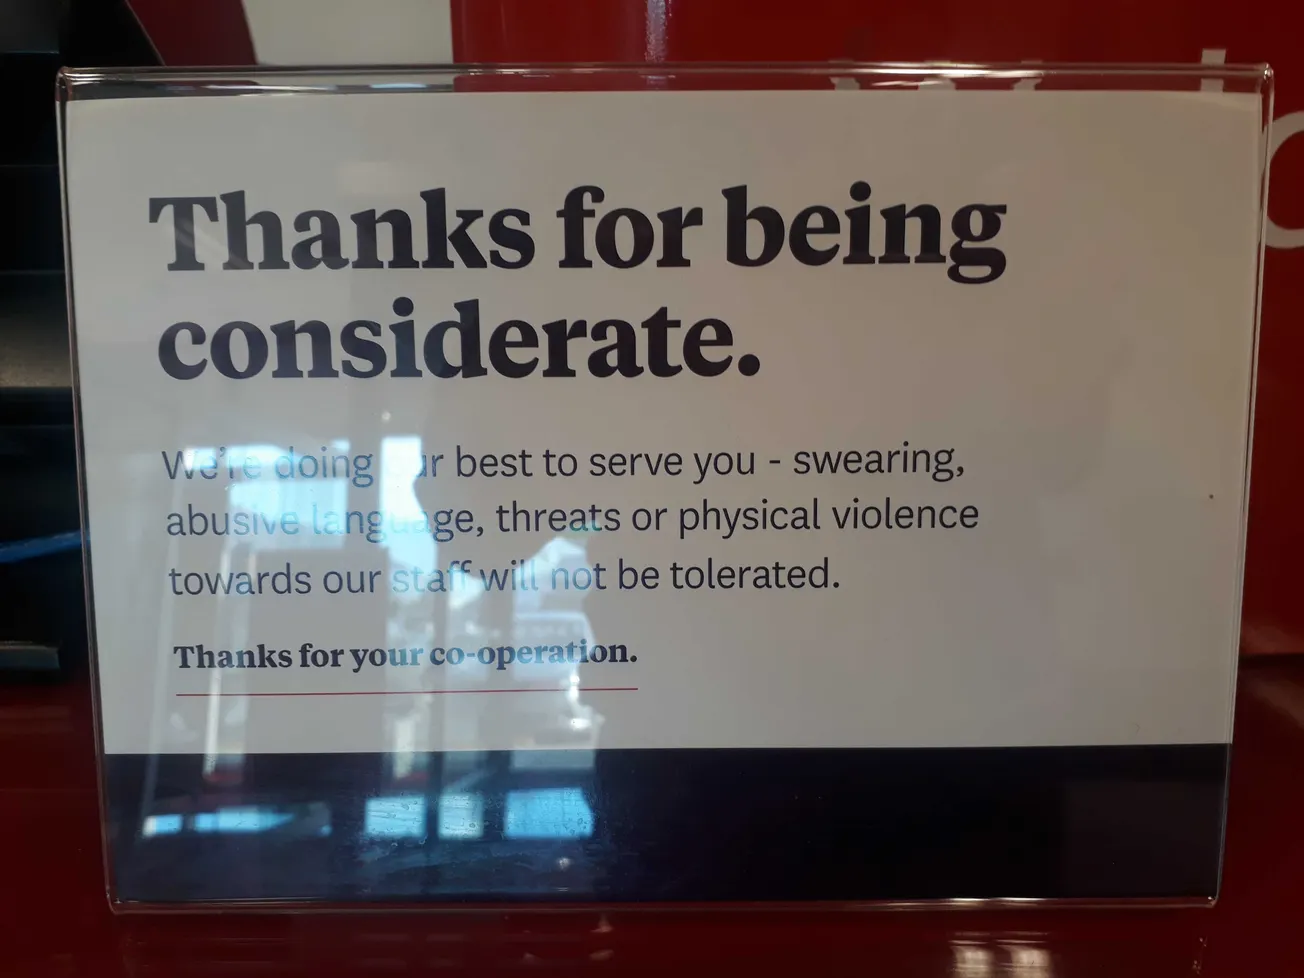 Thanks for being
considerate.
We're doing our best to serve you - swearing,
abusive language, threats or physical violence
towards our staff will not be tolerated.
Thanks for your co-operation.